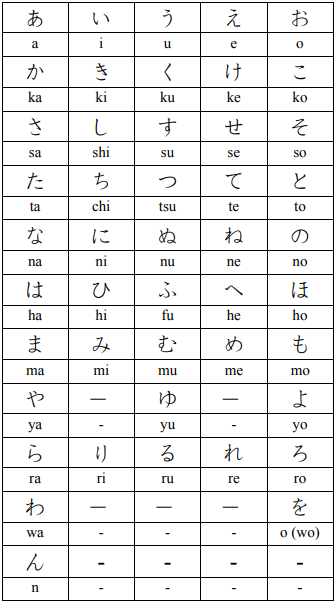 あ い う え お
a i u e o
か き く け こ
ka ki ku ke ko
さ し す せ そ
sa shi su se so
た ち つ て と
ta chi tsu te to
な に ぬ ね の
na ni nu ne no
は ひ ふ へ ほ
ha hi fu he ho
ま み む め も
ma mi mu me mo
や — ゆ — よ
ya - yu - yo
ら り る れ ろ
ra ri ru re ro
わ — — — を
wa - - - o (wo)
ん - - - -
n - - - -